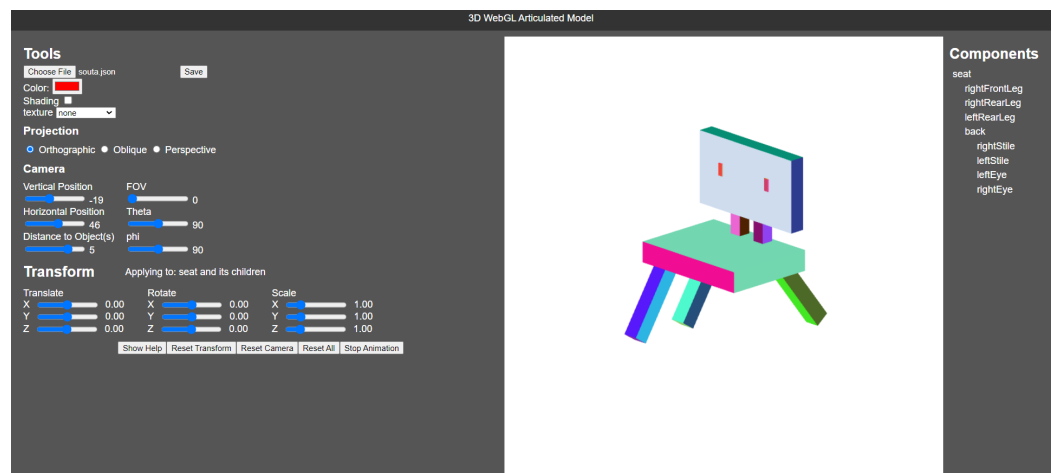 3D WebGL Articulated Model
Tools
Choose File souta.json Save
Color:
Shading
texture none
Projection
Orthographic Oblique Perspective
Camera
Vertical Position FOV
-19 0
Horizontal Position Theta
46 90
Distance to Object(s) phi
5 90
Transform Applying to: seat and its children
Translate Rotate Scale
X 0.00 X 0.00 X 1.00
Y 0.00 Y 0.00 Y 1.00
Z 0.00 Z 0.00 Z 1.00
Show Help Reset Transform Reset Camera Reset All Stop Animation
Components
seat
rightFrontLeg
rightRearLeg
leftRearLeg
back
rightStile
leftStile
leftEye
rightEye